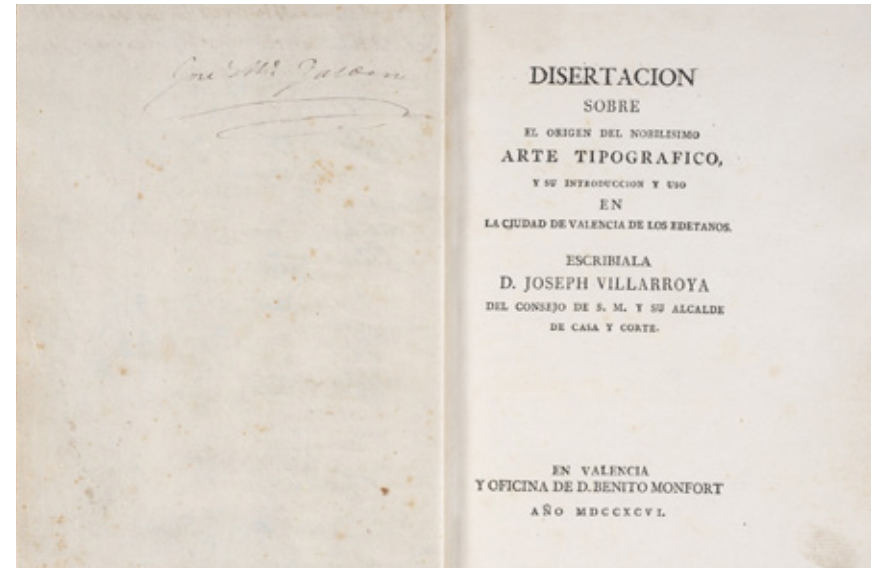 DISERTACION
SOBRE
EL ORIGEN DEL NOBILISIMO
ARTE TIPOGRAFICO,
Y SU INTRODUCCION Y USO
EN
LA CIUDAD DE VALENCIA DE LOS EDETANOS.
ESCRIBIALA
D. JOSEPH VILLARROYA
DEL CONSEJO DE S. M. Y SU ALCALDE
DE CASA Y CORTE.
EN VALENCIA
Y OFICINA DE D. BENITO MONFORT
AÑO MDCCXCVI.